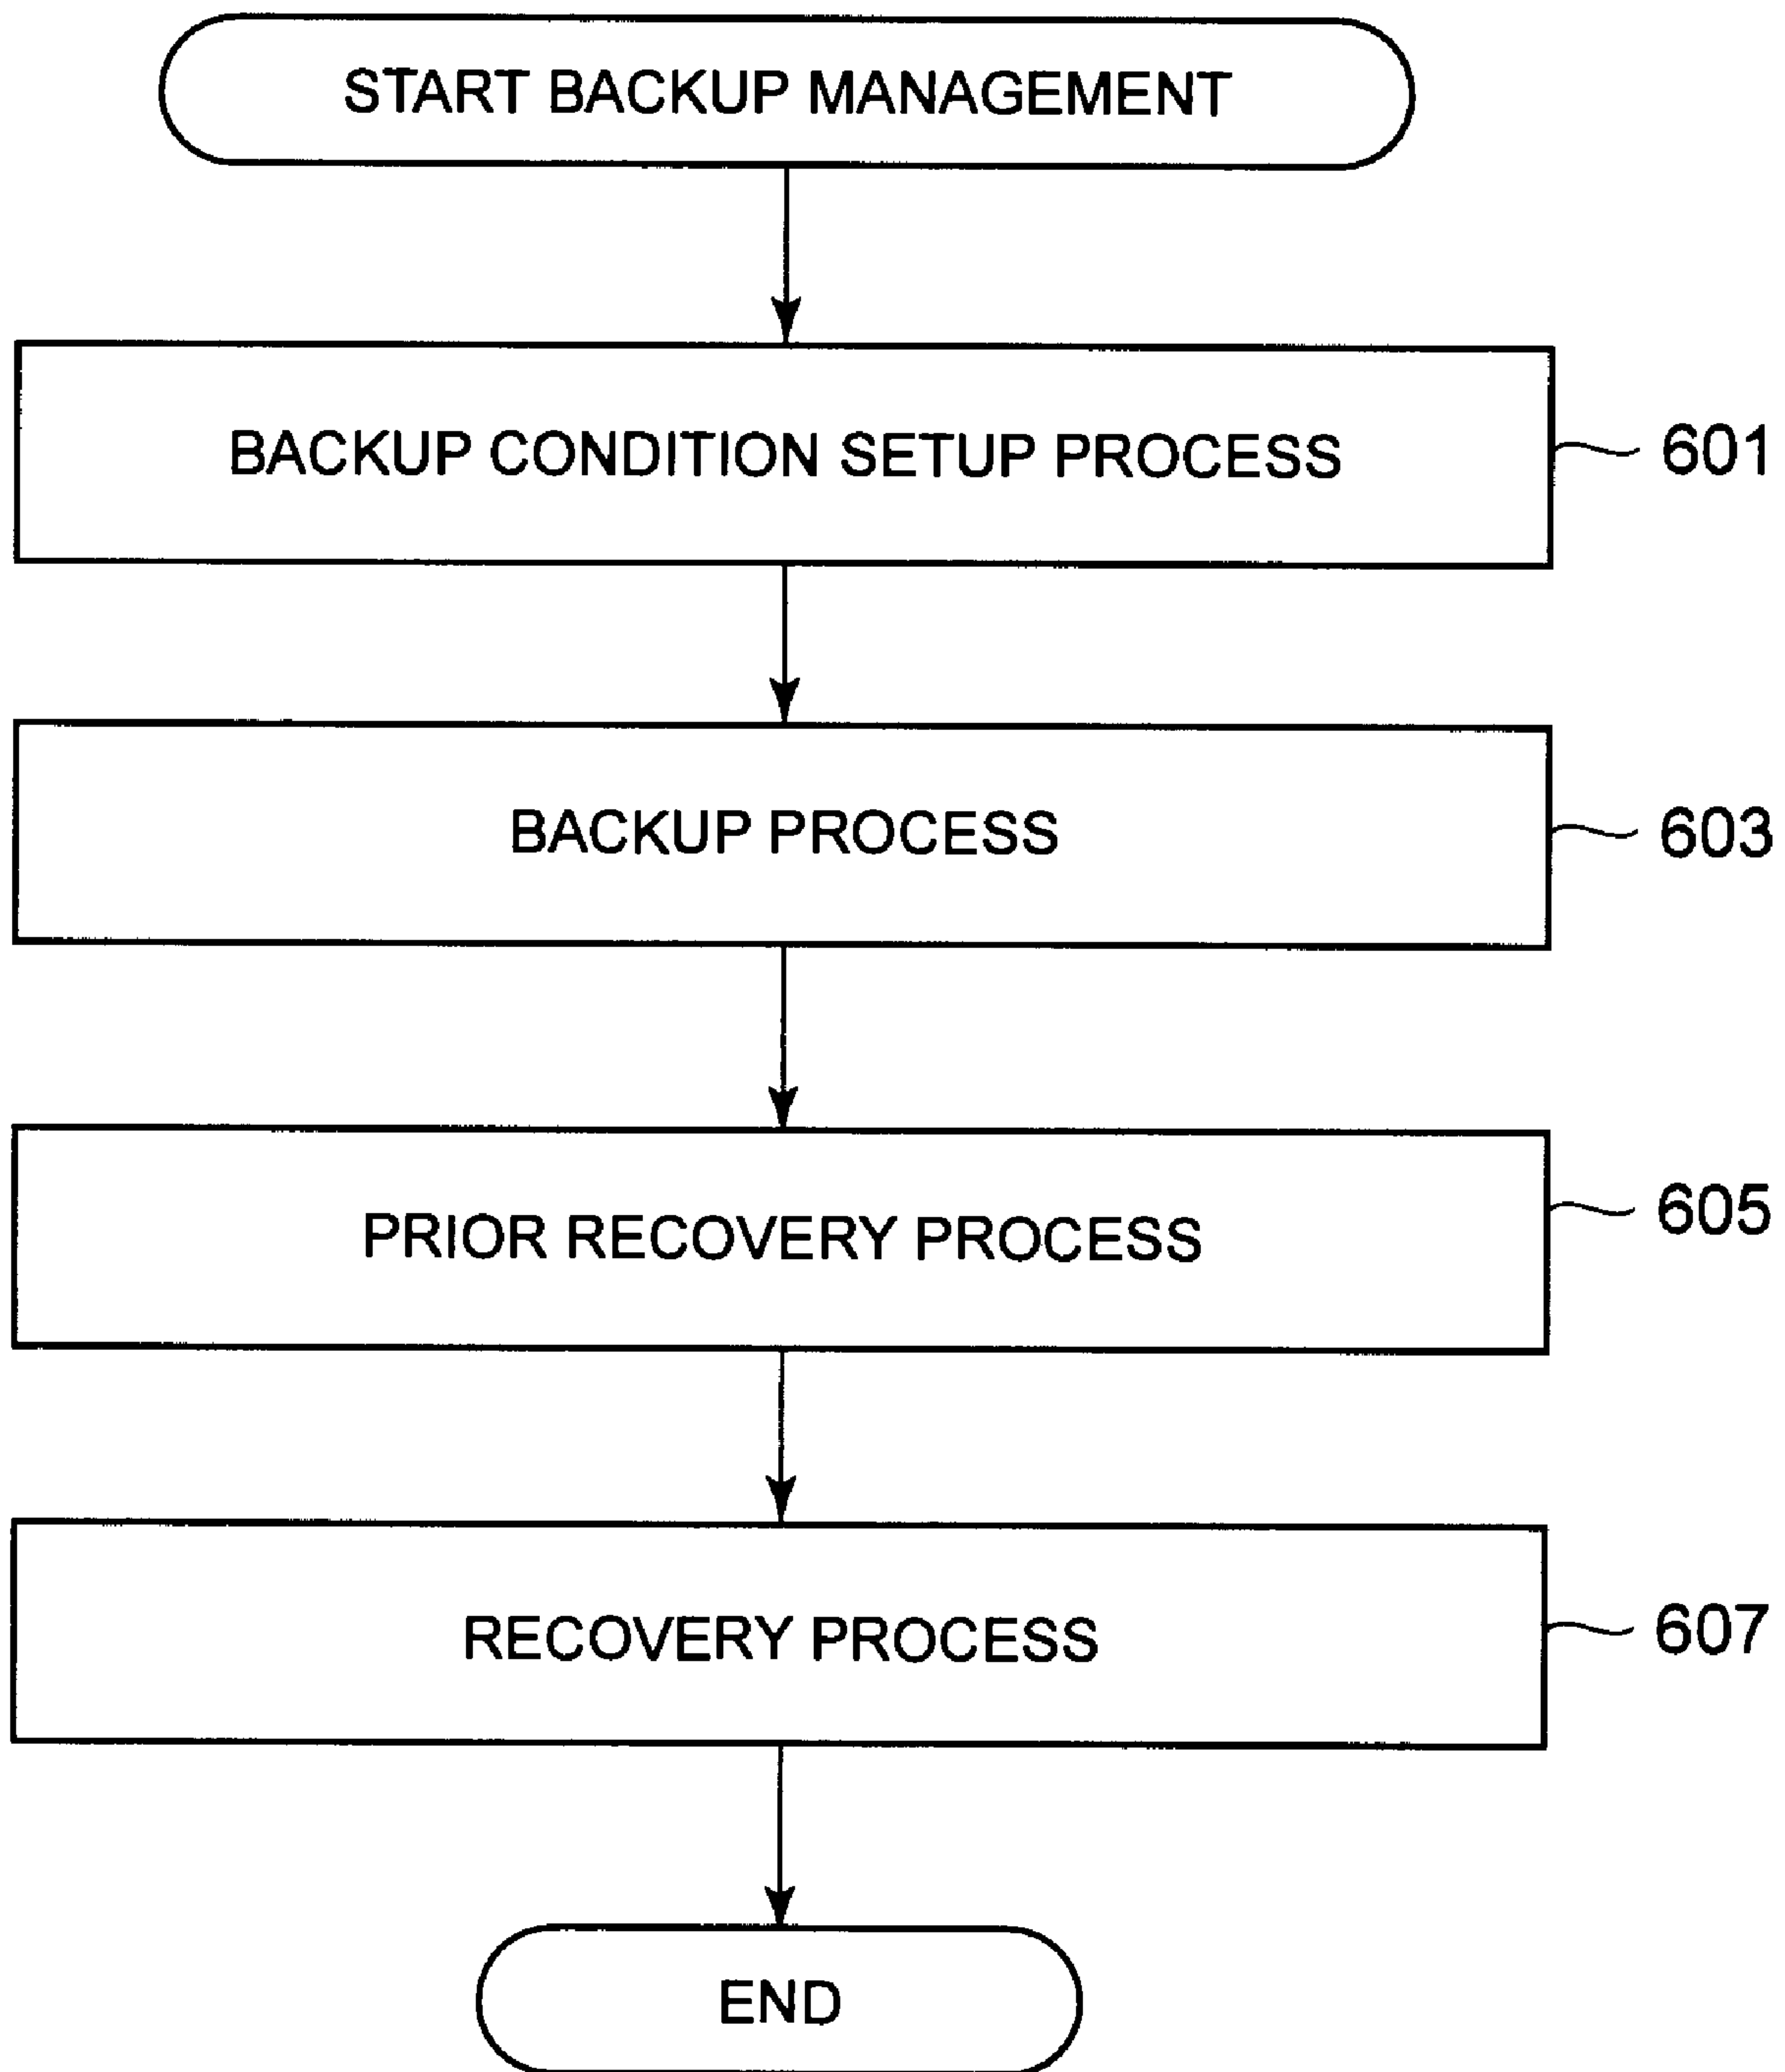 START BACKUP MANAGEMENT
BACKUP CONDITION SETUP PROCESS
601
BACKUP PROCESS
603
PRIOR RECOVERY PROCESS
605
RECOVERY PROCESS
607
END